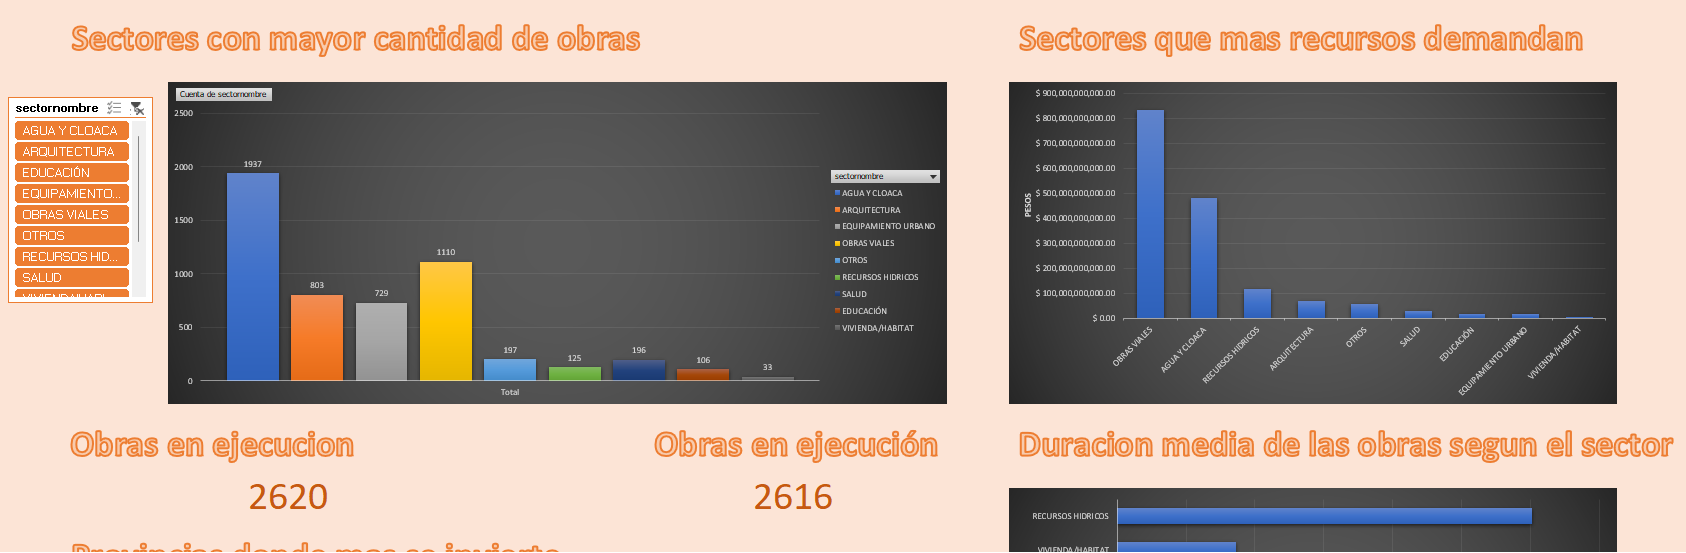 Sectores con mayor cantidad de obras
Sectores que mas recursos demandan
sectornombre
AGUA Y CLOACA
ARQUITECTURA
EDUCACIÓN
EQUIPAMIENTO...
OBRAS VIALES
OTROS
RECURSOS HID...
SALUD
Cuenta de sectornombre
2500
2000
1500
1000
500
0
1937
803
729
1110
197
125
196
106
33
Total
sectornombre
AGUA Y CLOACA
ARQUITECTURA
EQUIPAMIENTO URBANO
OBRAS VIALES
OTROS
RECURSOS HIDRICOS
SALUD
EDUCACIÓN
VIVIENDA/HABITAT
PESOS
$ 900,000,000,000.00
$ 800,000,000,000.00
$ 700,000,000,000.00
$ 600,000,000,000.00
$ 500,000,000,000.00
$ 400,000,000,000.00
$ 300,000,000,000.00
$ 200,000,000,000.00
$ 100,000,000,000.00
$ 0.00
OBRAS VIALES
AGUA Y CLOACA
RECURSOS HIDRICOS
ARQUITECTURA
OTROS
SALUD
EDUCACIÓN
EQUIPAMIENTO URBANO
VIVIENDA/HABITAT
Obras en ejecucion
2620
Obras en ejecución
2616
Duracion media de las obras segun el sector
RECURSOS HIDRICOS
VIVIENDA/HABITAT
Provincias donde mas se invierte